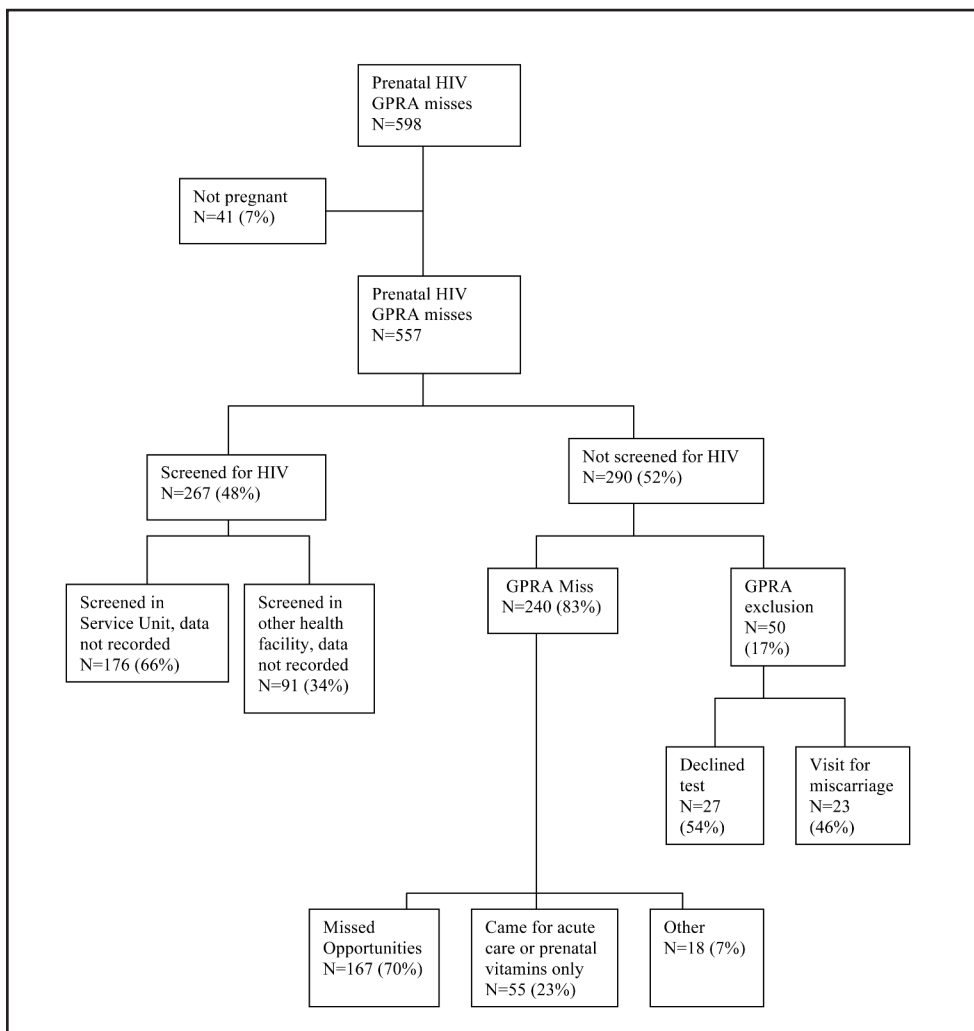 Prenatal HIV
GPRA misses
N=598
Not pregnant
N=41 (7%)
Prenatal HIV
GPRA misses
N=557
Screened for HIV
N=267 (48%)
Not screened for HIV
N=290 (52%)
Screened in
Service Unit, data
not recorded
N=176 (66%)
Screened in
other health
facility, data
not recorded
N=91 (34%)
GPRA Miss
N=240 (83%)
GPRA
exclusion
N=50
(17%)
Declined
test
N=27
(54%)
Visit for
miscarriage
N=23
(46%)
Missed
Opportunities
N=167 (70%)
Came for acute
care or prenatal
vitamins only
N=55 (23%)
Other
N=18 (7%)